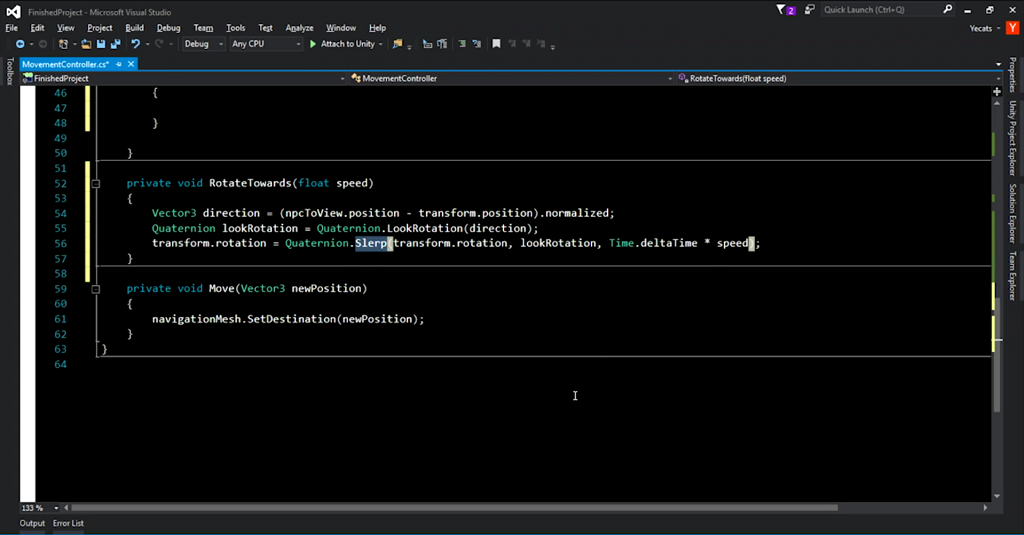 FinishedProject - Microsoft Visual Studio
2
Quick Launch (Ctrl+Q)
File Edit View Project Build Debug Team Tools Test Analyze Window Help
Yecats Y
Debug Any CPU Attach to Unity
Toolbox
MovementController.cs*
FinishedProject MovementController RotateTowards(float speed)
46 {
47
48 }
49
50 }
51
52 private void RotateTowards(float speed)
53 {
54 Vector3 direction = (npcToView.position - transform.position).normalized;
55 Quaternion lookRotation = Quaternion.LookRotation(direction);
56 transform.rotation = Quaternion.Slerp(transform.rotation, lookRotation, Time.deltaTime * speed);
57 }
58
59 private void Move(Vector3 newPosition)
60 {
61 navigationMesh.SetDestination(newPosition);
62 }
63 }
64
133 %
Output Error List
Properties
Unity Project Explorer
Solution Explorer
Team Explorer